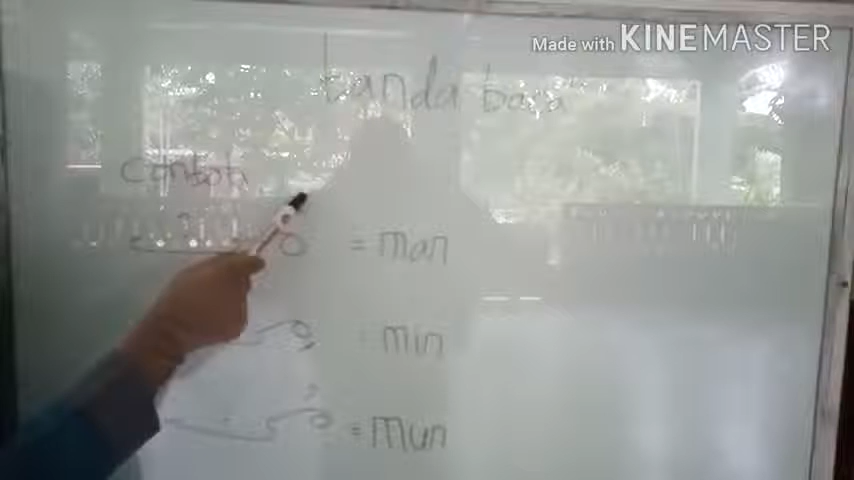 Made with KINEMASTER
tanda baca
Contoh
= man
= min
= mun